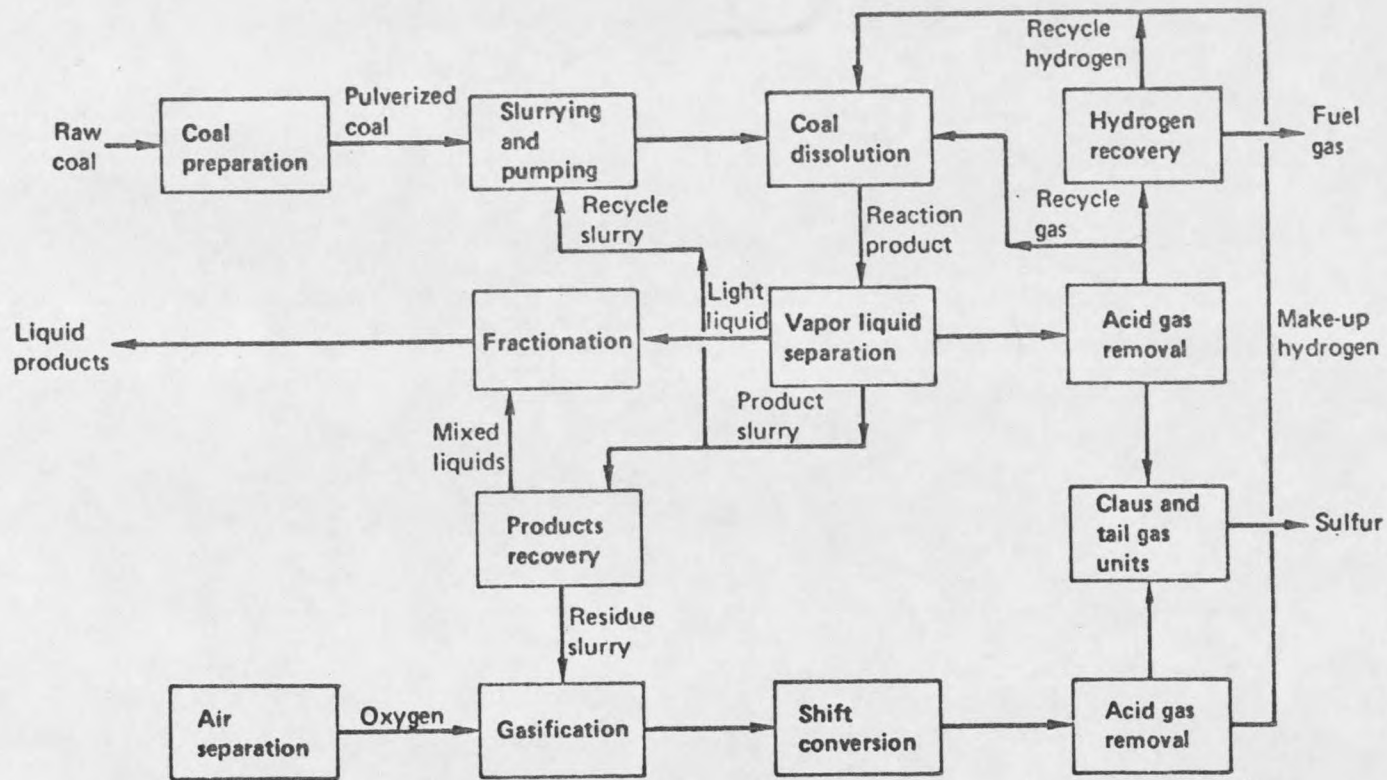 Raw
coal
Coal
preparation
Pulverized
coal
Slurrying
and
pumping
Coal
dissolution
Recycle
hydrogen
Hydrogen
recovery
Fuel
gas
Recycle
slurry
Reaction
product
Recycle
gas
Liquid
products
Fractionation
Light
liquid
Vapor liquid
separation
Acid gas
removal
Make-up
hydrogen
Mixed
liquids
Product
slurry
Products
recovery
Claus and
tail gas
units
Sulfur
Residue
slurry
Air
separation
Oxygen
Gasification
Shift
conversion
Acid gas
removal